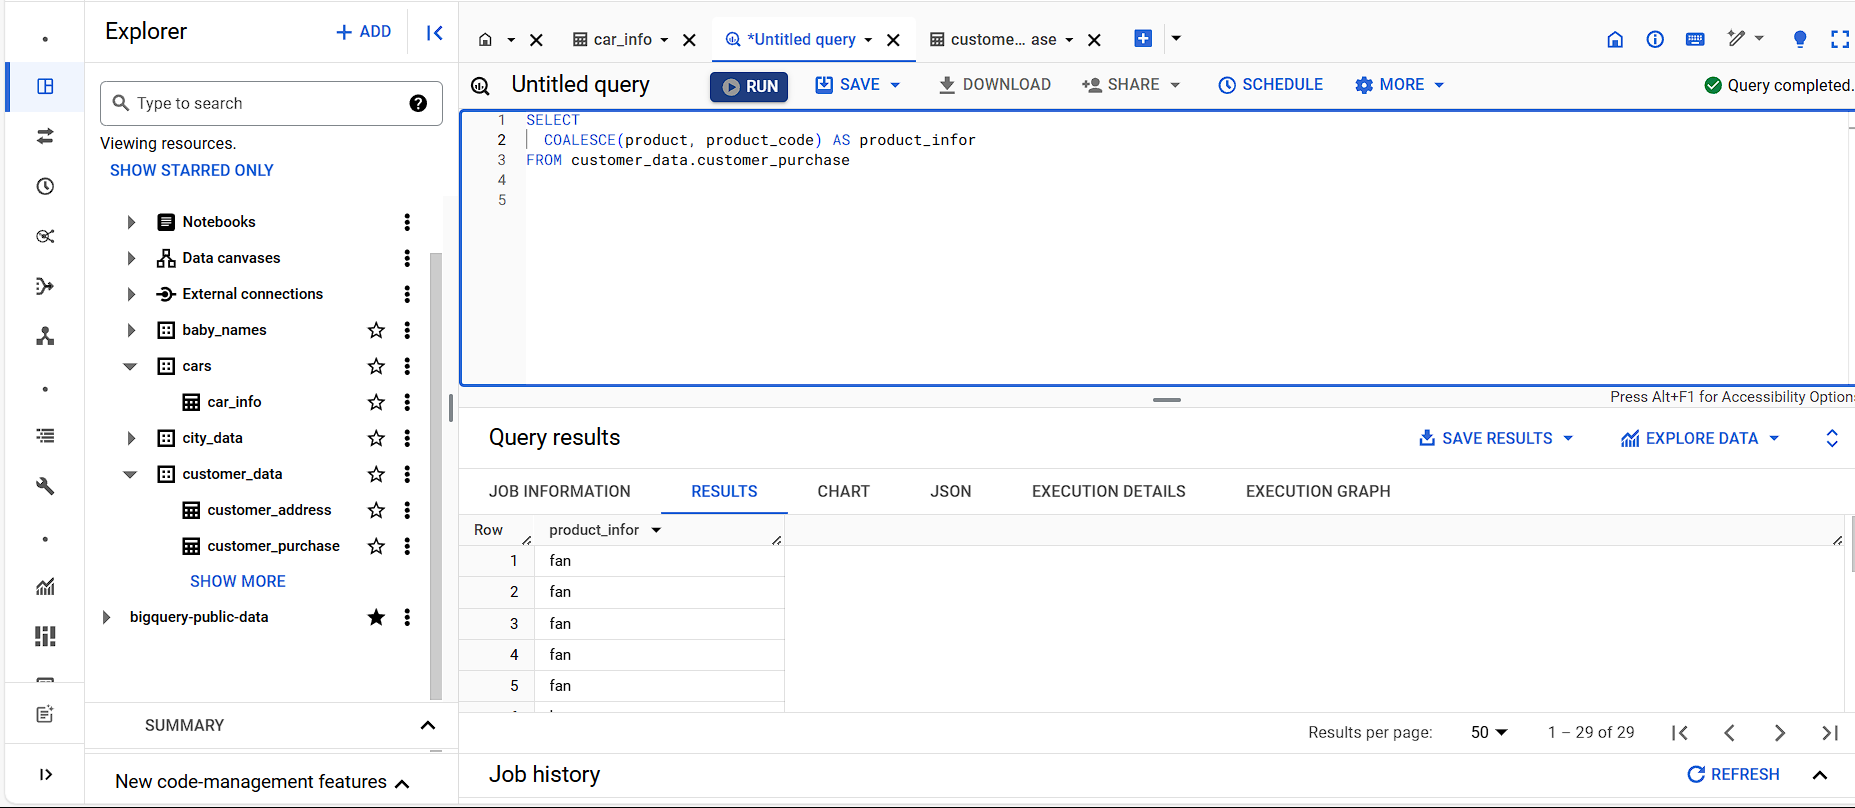 Explorer
+ ADD
Type to search
Viewing resources.
SHOW STARRED ONLY
Notebooks
Data canvases
External connections
baby_names
cars
car_info
city_data
customer_data
customer_address
customer_purchase
SHOW MORE
bigquery-public-data
SUMMARY
New code-management features
car_info
*Untitled query
custome... ase
Untitled query
RUN
SAVE
DOWNLOAD
SHARE
SCHEDULE
MORE
Query completed.
1 SELECT
2 COALESCE(product, product_code) AS product_infor
3 FROM customer_data.customer_purchase
4
5
Press Alt+F1 for Accessibility Option
Query results
SAVE RESULTS
EXPLORE DATA
JOB INFORMATION
RESULTS
CHART
JSON
EXECUTION DETAILS
EXECUTION GRAPH
Row product_infor
1 fan
2 fan
3 fan
4 fan
5 fan
Results per page: 50 1 – 29 of 29
Job history
REFRESH